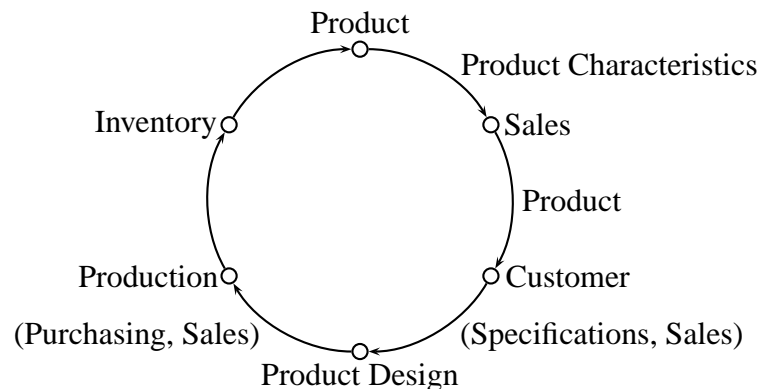 Product
Product Characteristics
Inventory
Sales
Product
Production
Customer
(Purchasing, Sales)
(Specifications, Sales)
Product Design